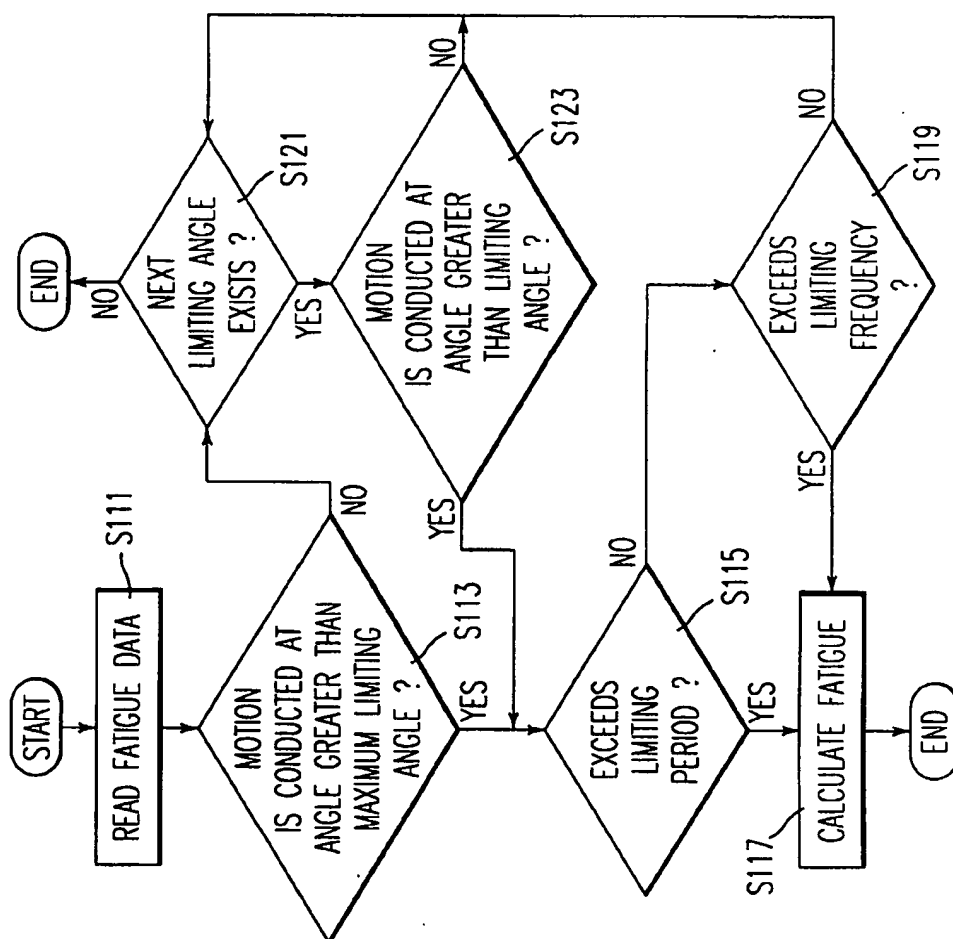 START
READ FATIGUE DATA
S111
MOTION
IS CONDUCTED AT
ANGLE GREATER THAN
MAXIMUM LIMITING
ANGLE ?
S113
NO
YES
EXCEEDS
LIMITING
PERIOD ?
S115
NO
YES
S117
CALCULATE FATIGUE
END
END
NO
NEXT
LIMITING ANGLE
EXISTS ?
S121
YES
MOTION
IS CONDUCTED AT
ANGLE GREATER
THAN LIMITING
ANGLE ?
S123
NO
YES
EXCEEDS
LIMITING
FREQUENCY
?
S119
NO
YES